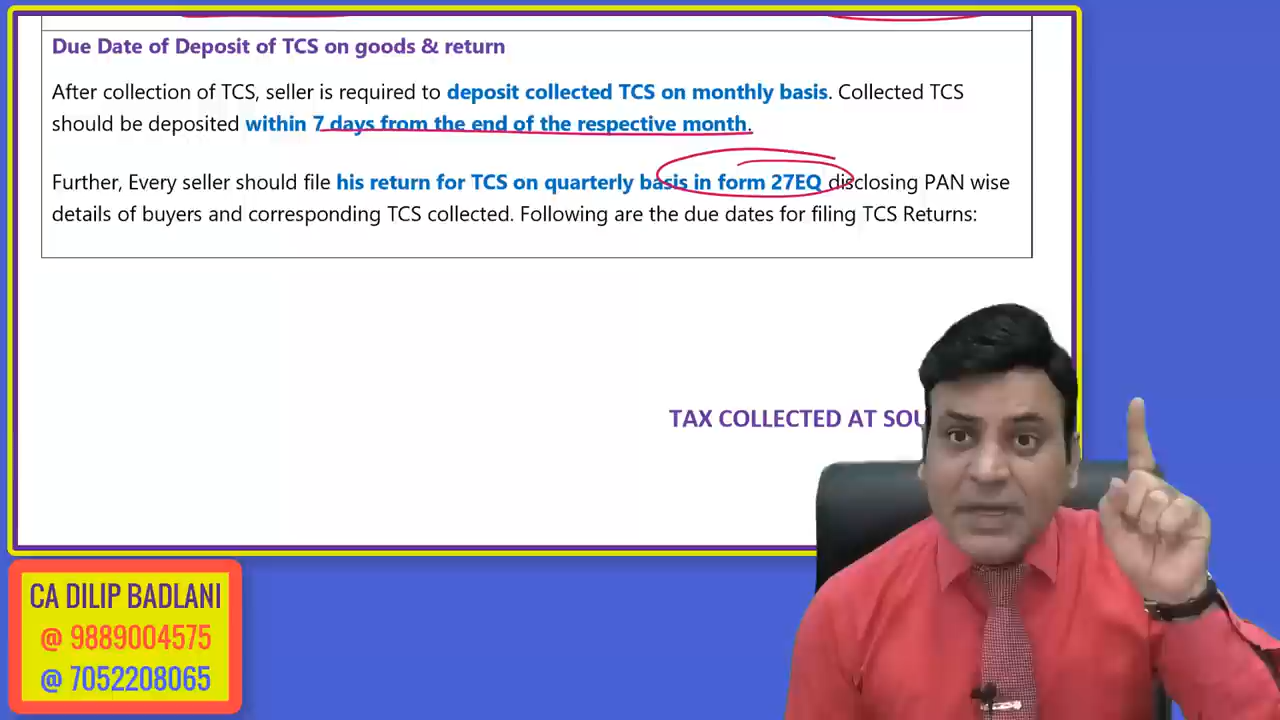 Due Date of Deposit of TCS on goods & return
After collection of TCS, seller is required to deposit collected TCS on monthly basis. Collected TCS
should be deposited within 7 days from the end of the respective month.
Further, Every seller should file his return for TCS on quarterly basis in form 27EQ disclosing PAN wise
details of buyers and corresponding TCS collected. Following are the due dates for filing TCS Returns:
TAX COLLECTED AT SOU
CA DILIP BADLANI
@ 9889004575
@ 7052208065